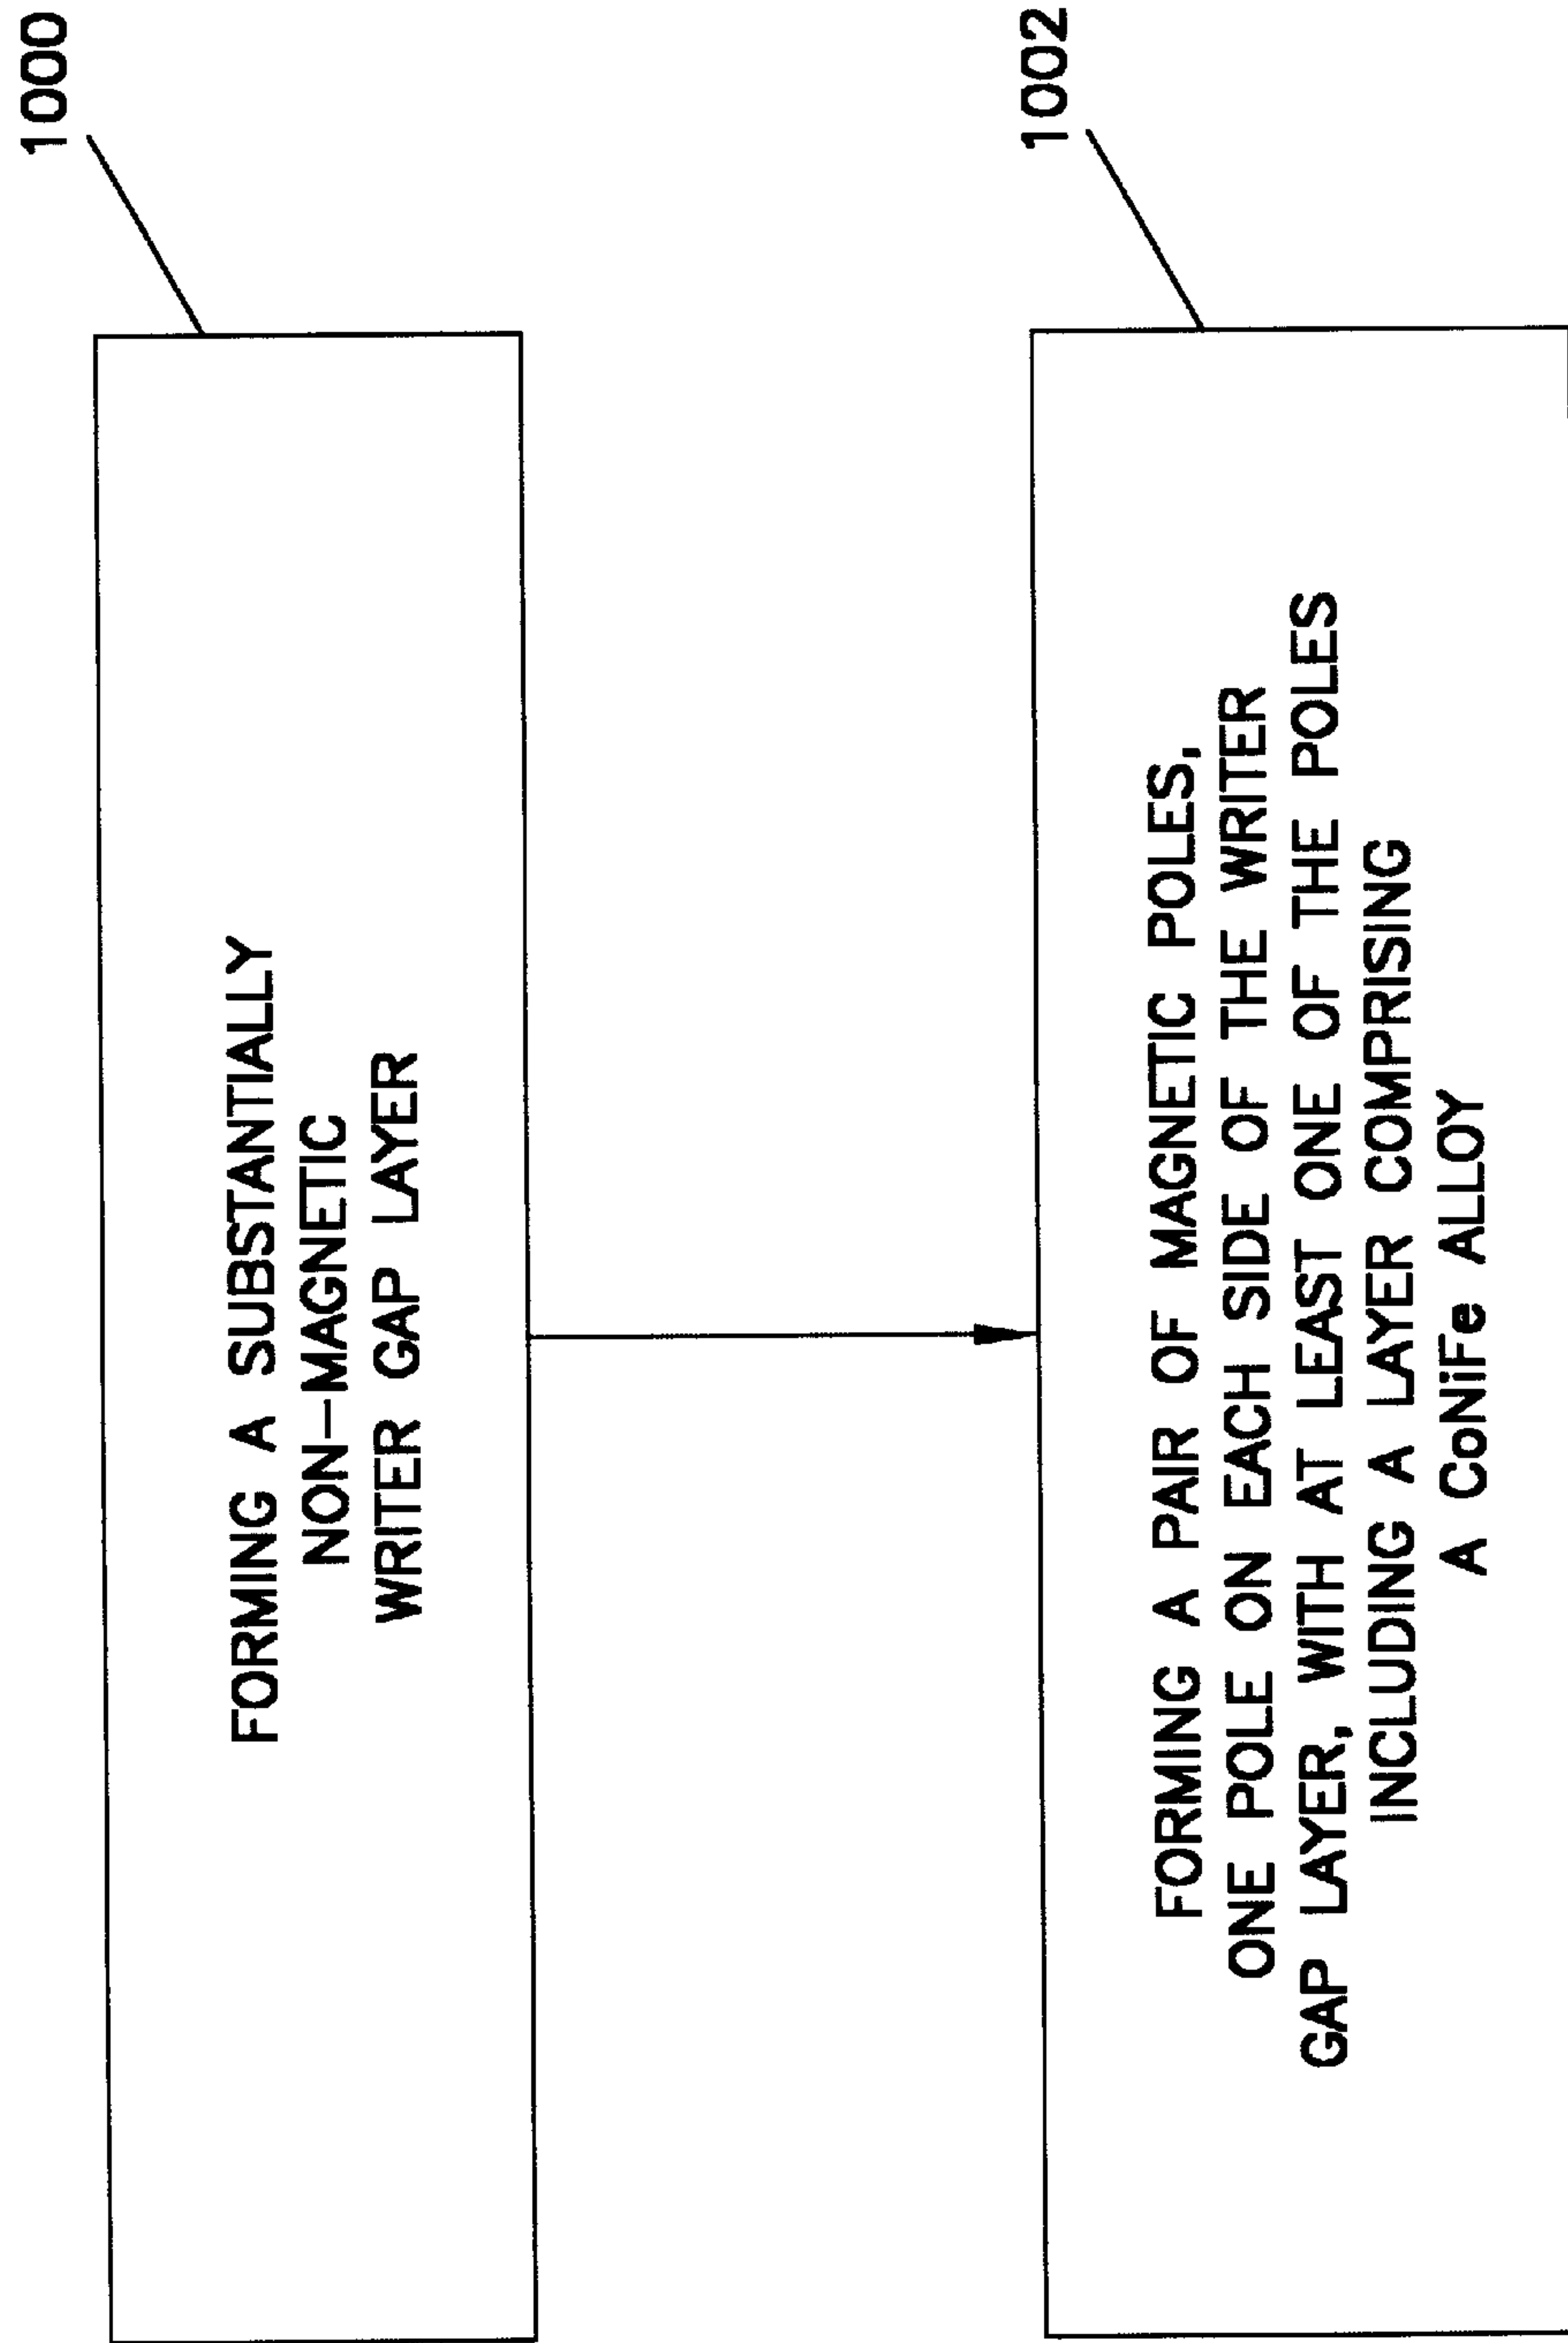 1000
FORMING A SUBSTANTIALLY
NON-MAGNETIC
WRITER GAP LAYER
1002
FORMING A PAIR OF MAGNETIC POLES,
ONE POLE ON EACH SIDE OF THE WRITER
GAP LAYER, WITH AT LEAST ONE OF THE POLES
INCLUDING A LAYER COMPRISING
A CoNiFe ALLOY